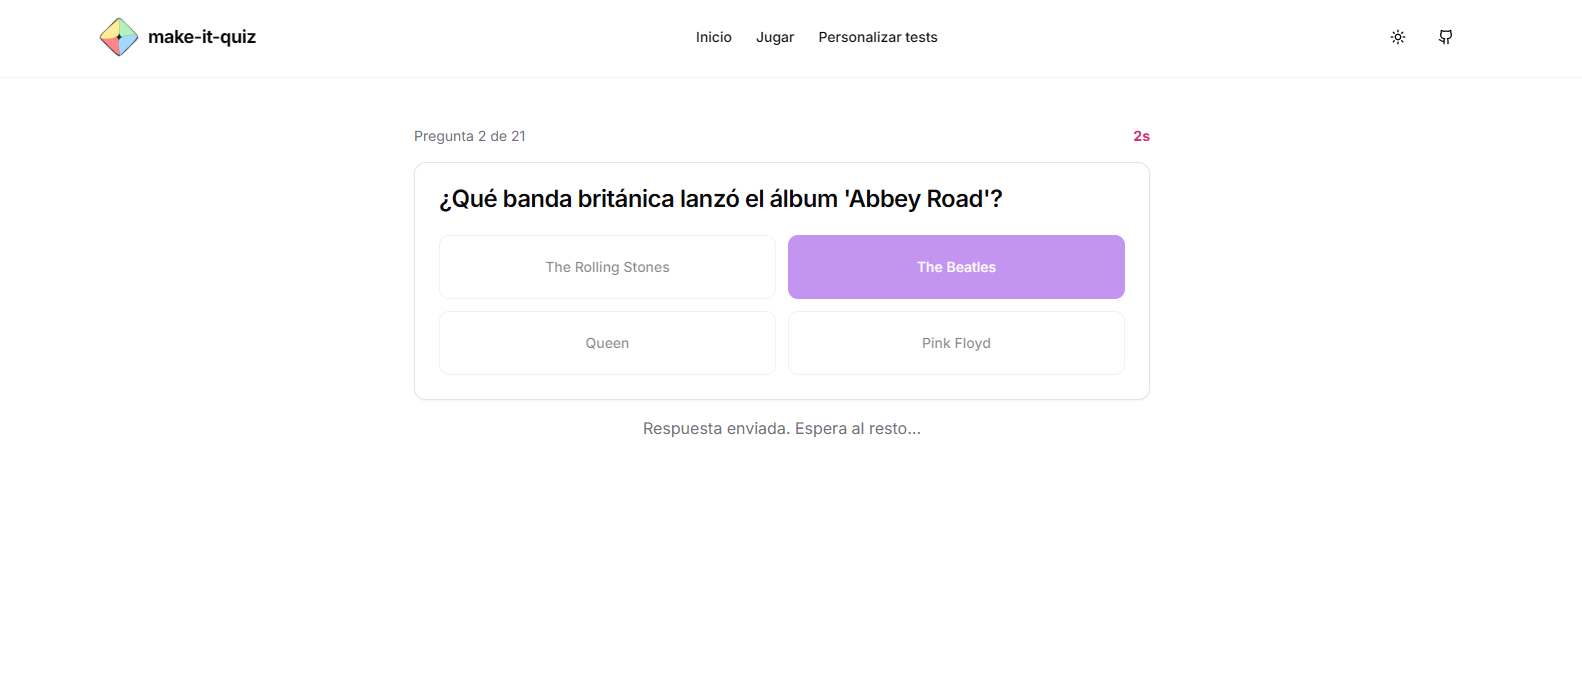 make-it-quiz
Inicio Jugar Personalizar tests
Pregunta 2 de 21 2s
¿Qué banda británica lanzó el álbum 'Abbey Road'?
The Rolling Stones The Beatles
Queen Pink Floyd
Respuesta enviada. Espera al resto...